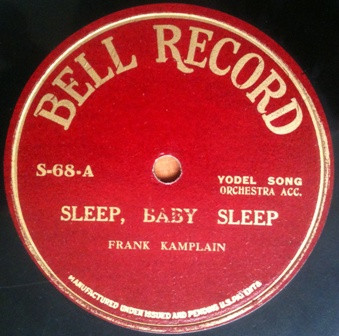 BELL RECORD
S-68-A
YODEL SONG
ORCHESTRA ACC.
SLEEP, BABY SLEEP
FRANK KAMPLAIN
MANUFACTURED UNDER ISSUED AND PENDING U.S. PATENTS